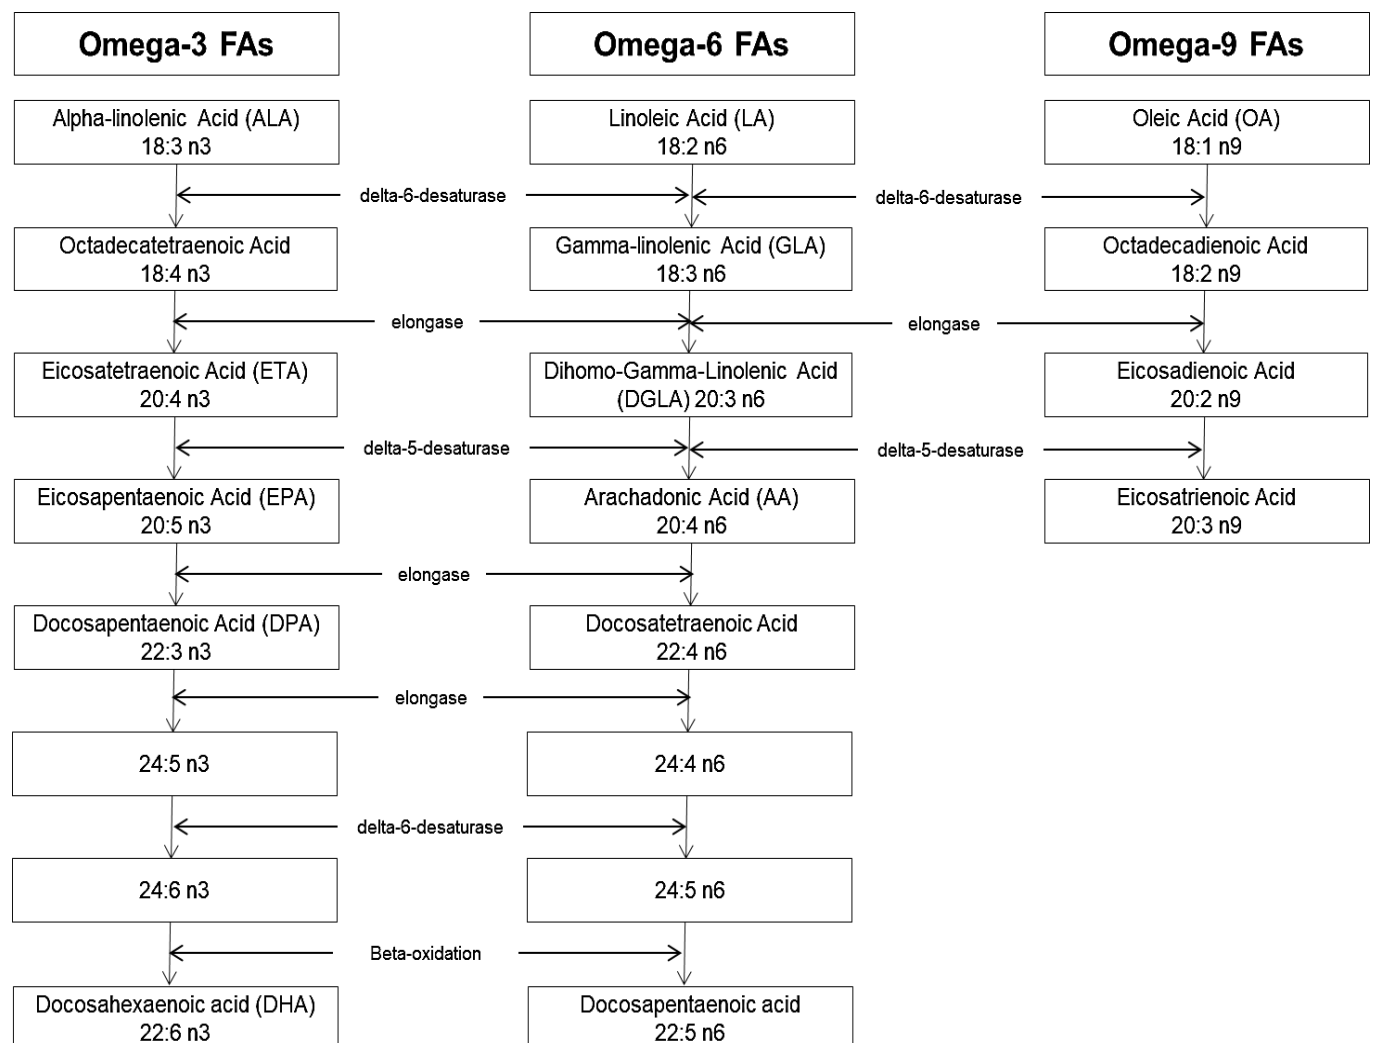 Omega-3 FAs
Omega-6 FAs
Omega-9 FAs
Alpha-linolenic Acid (ALA)
18:3 n3
Linoleic Acid (LA)
18:2 n6
Oleic Acid (OA)
18:1 n9
delta-6-desaturase
delta-6-desaturase
Octadecatetraenoic Acid
18:4 n3
Gamma-linolenic Acid (GLA)
18:3 n6
Octadecadienoic Acid
18:2 n9
elongase
elongase
Eicosatetraenoic Acid (ETA)
20:4 n3
Dihomo-Gamma-Linolenic Acid
(DGLA) 20:3 n6
Eicosadienoic Acid
20:2 n9
delta-5-desaturase
delta-5-desaturase
Eicosapentaenoic Acid (EPA)
20:5 n3
Arachadonic Acid (AA)
20:4 n6
Eicosatrienoic Acid
20:3 n9
elongase
Docosapentaenoic Acid (DPA)
22:3 n3
Docosatetraenoic Acid
22:4 n6
elongase
24:5 n3
24:4 n6
delta-6-desaturase
24:6 n3
24:5 n6
Beta-oxidation
Docosahexaenoic acid (DHA)
22:6 n3
Docosapentaenoic acid
22:5 n6